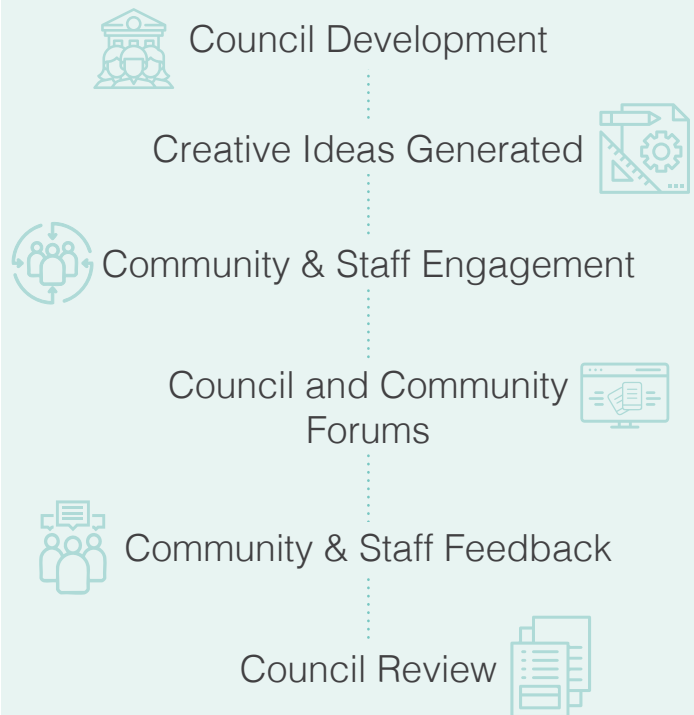 Council Development
Creative Ideas Generated
Community & Staff Engagement
Council and Community
Forums
Community & Staff Feedback
Council Review